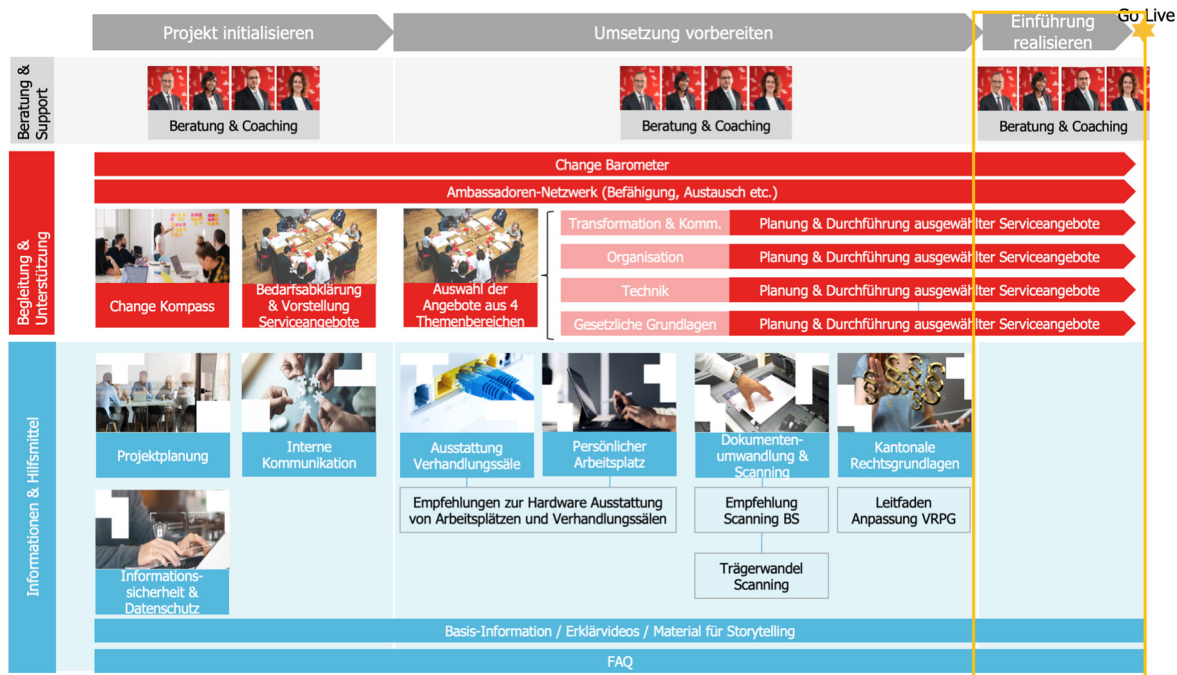 Go Live
Projekt initialisieren
Umsetzung vorbereiten
Einführung
realisieren
Beratung &
Support
Beratung & Coaching
Beratung & Coaching
Beratung & Coaching
Begleitung &
Unterstützung
Change Barometer
Ambassadoren-Netzwerk (Befähigung, Austausch etc.)
Change Kompass
Bedarfsabklärung
& Vorstellung
Serviceangebote
Auswahl der
Angebote aus 4
Themenbereichen
Transformation & Komm.
Planung & Durchführung ausgewählter Serviceangebote
Organisation
Planung & Durchführung ausgewählter Serviceangebote
Technik
Planung & Durchführung ausgewählter Serviceangebote
Gesetzliche Grundlagen
Planung & Durchführung ausgewählter Serviceangebote
Informationen & Hilfsmittel
Projektplanung
Interne
Kommunikation
Ausstattung
Verhandlungssäle
Persönlicher
Arbeitsplatz
Dokumenten-
umwandlung &
Scanning
Kantonale
Rechtsgrundlagen
Empfehlungen zur Hardware Ausstattung
von Arbeitsplätzen und Verhandlungssälen
Empfehlung
Scanning BS
Leitfaden
Anpassung VRPG
Trägerwandel
Scanning
Informations-
sicherheit &
Datenschutz
Basis-Information / Erklärvideos / Material für Storytelling
FAQ